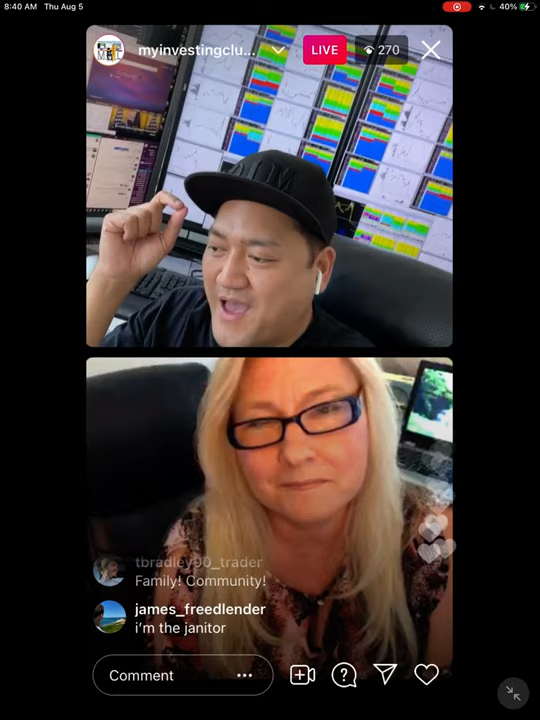 8:40 AM Thu Aug 5
40%
myinvestingclu...
LIVE
270
tbradley90_trader
Family! Community!
james_freedlender
i'm the janitor
Comment